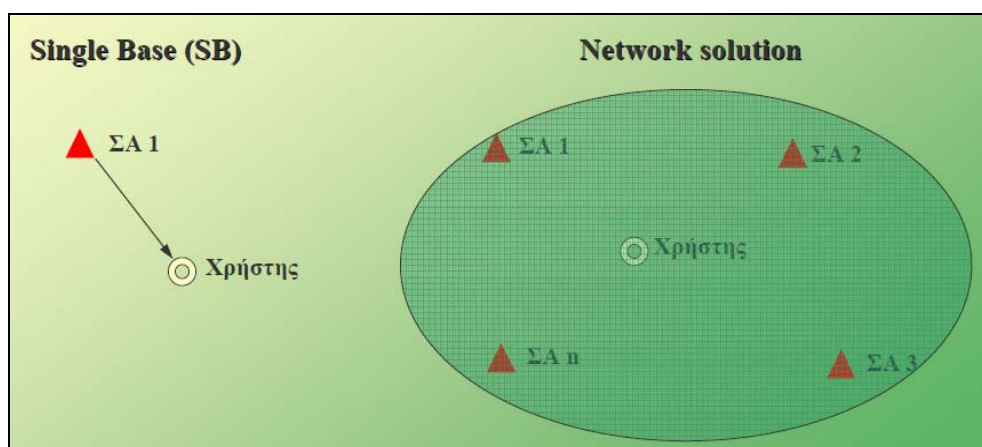 Single Base (SB)
ΣΑ 1
Χρήστης
Network solution
ΣΑ 1
ΣΑ 2
Χρήστης
ΣΑ n
ΣΑ 3